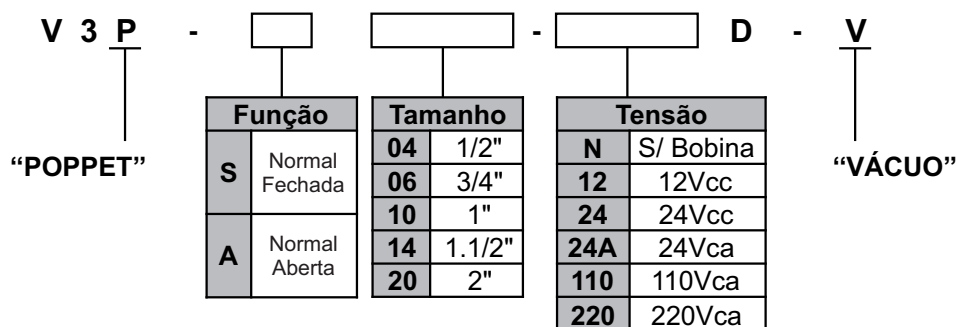 V 3 P - - D - V
Função
Tamanho
Tensão
S Normal Fechada
A Normal Aberta
04 1/2"
06 3/4"
10 1"
14 1.1/2"
20 2"
N S/ Bobina
12 12Vcc
24 24Vcc
24A 24Vca
110 110Vca
220 220Vca
“POPPET”
“VÁCUO”